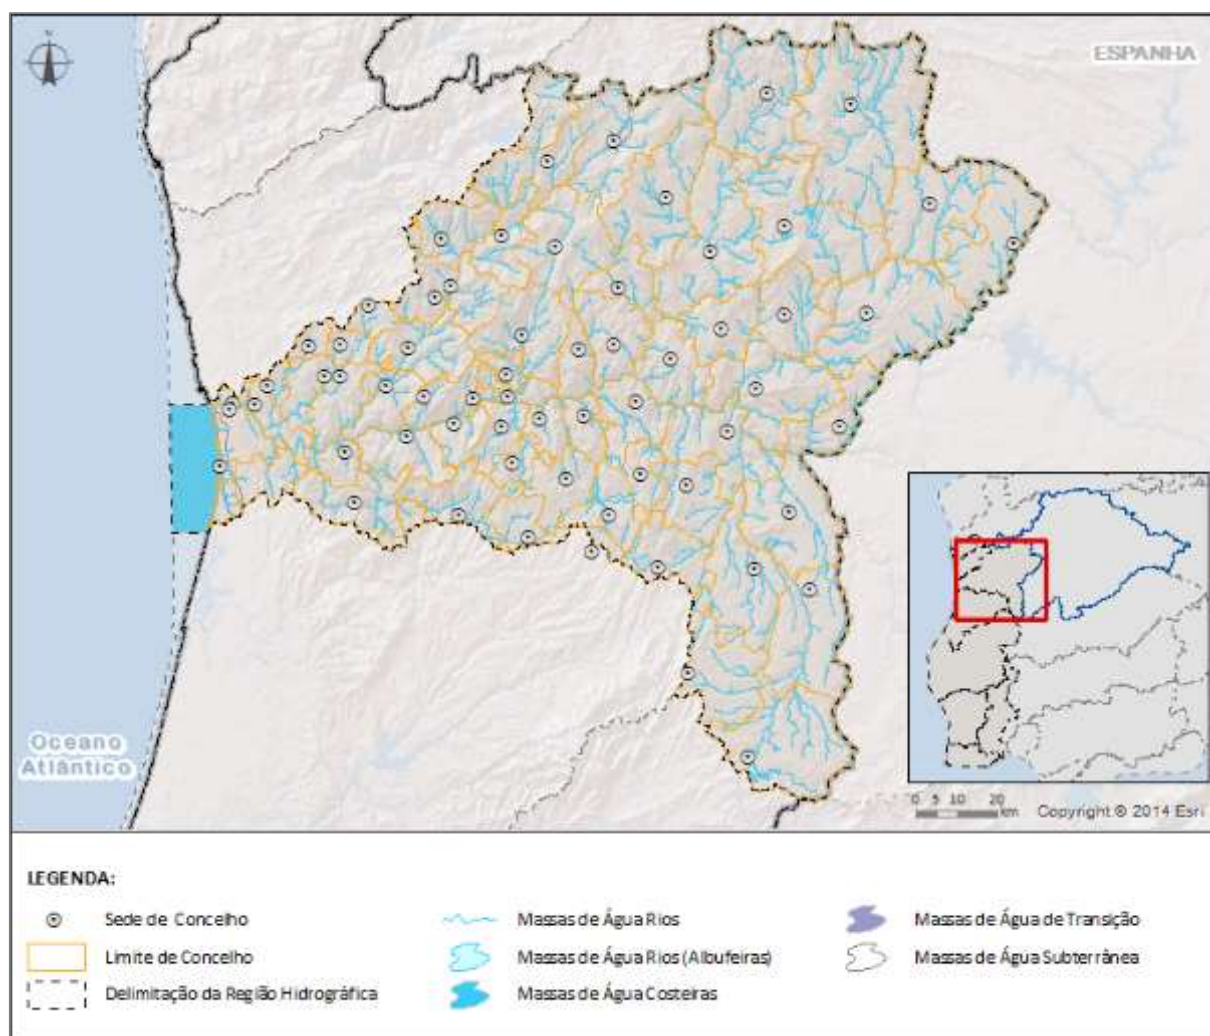 N
ESPANHA
Oceano
Atlântico
0 5 10 20
km
Copyright:© 2014 Esri
LEGENDA:
Sede de Concelho
Limite de Concelho
Delimitação da Região Hidrográfica
Massas de Água Rios
Massas de Água Rios (Albufeiras)
Massas de Água Costeiras
Massas de Água de Transição
Massas de Água Subterrânea